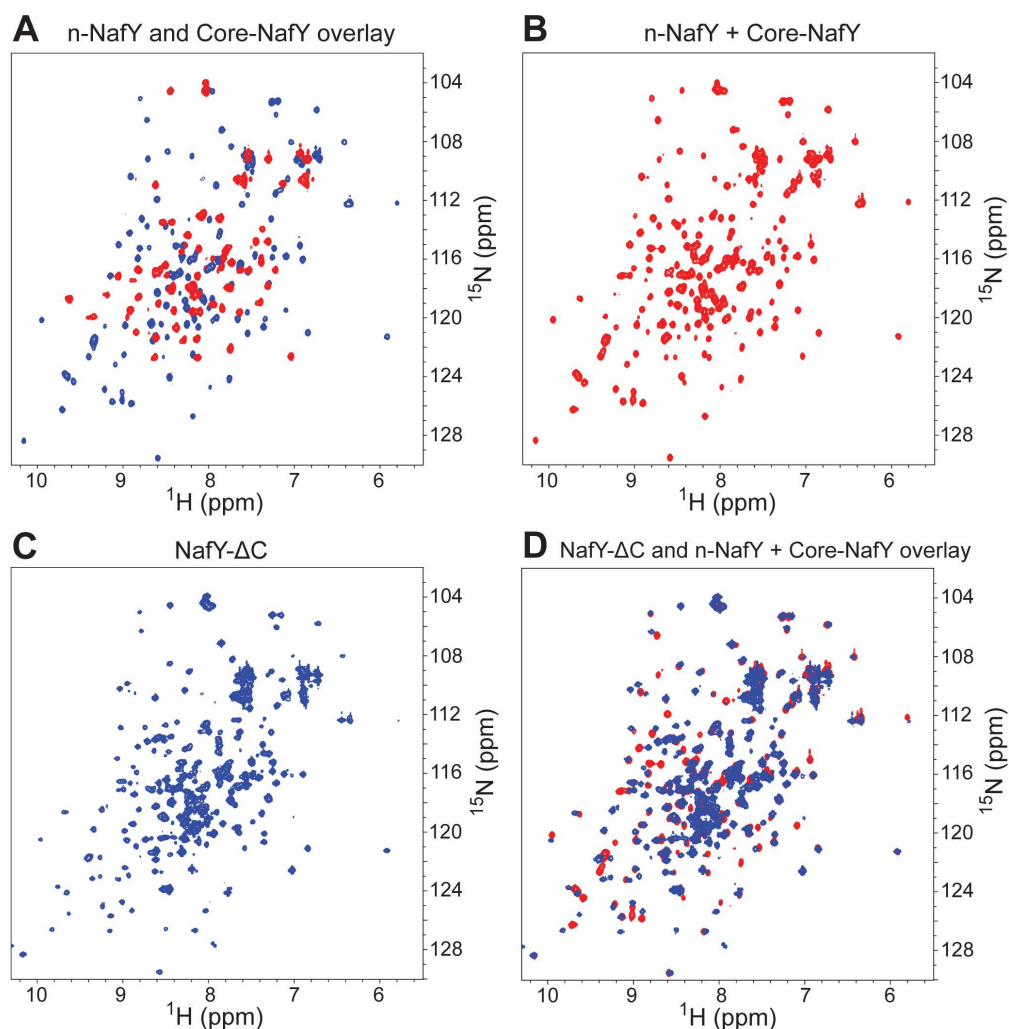 A
n-NafY and Core-NafY overlay
104
108
112
116
120
124
128
¹⁵N (ppm)
10 9 8 7 6
¹H (ppm)
B
n-NafY + Core-NafY
104
108
112
116
120
124
128
¹⁵N (ppm)
10 9 8 7 6
¹H (ppm)
C
NafY-ΔC
104
108
112
116
120
124
128
¹⁵N (ppm)
10 9 8 7 6
¹H (ppm)
D
NafY-ΔC and n-NafY + Core-NafY overlay
104
108
112
116
120
124
128
¹⁵N (ppm)
10 9 8 7 6
¹H (ppm)